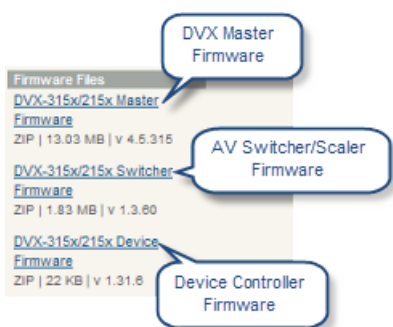 DVX Master
Firmware
Firmware Files
DVX-315x/215x Master
Firmware
ZIP | 13.03 MB | v 4.5.315
AV Switcher/Scaler
Firmware
DVX-315x/215x Switcher
Firmware
ZIP | 1.83 MB | v 1.3.60
DVX-315x/215x Device
Firmware
ZIP | 22 KB | v 1.31.6
Device Controller
Firmware